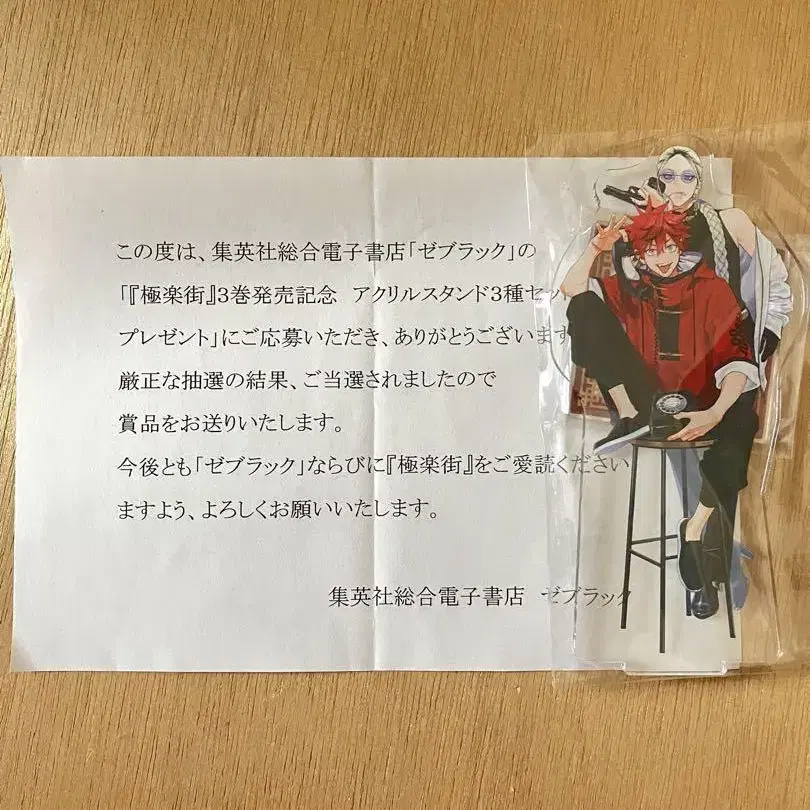 この度は、集英社総合電子書店「ゼブラック」の
「『極楽街』3巻発売記念 アクリルスタンド3種セット
プレゼント」にご応募いただき、ありがとうございます
厳正な抽選の結果、ご当選されましたので
賞品をお送りいたします。
今後とも「ゼブラック」ならびに『極楽街』をご愛読ください
ますよう、よろしくお願いいたします。
集英社総合電子書店 ゼブラック